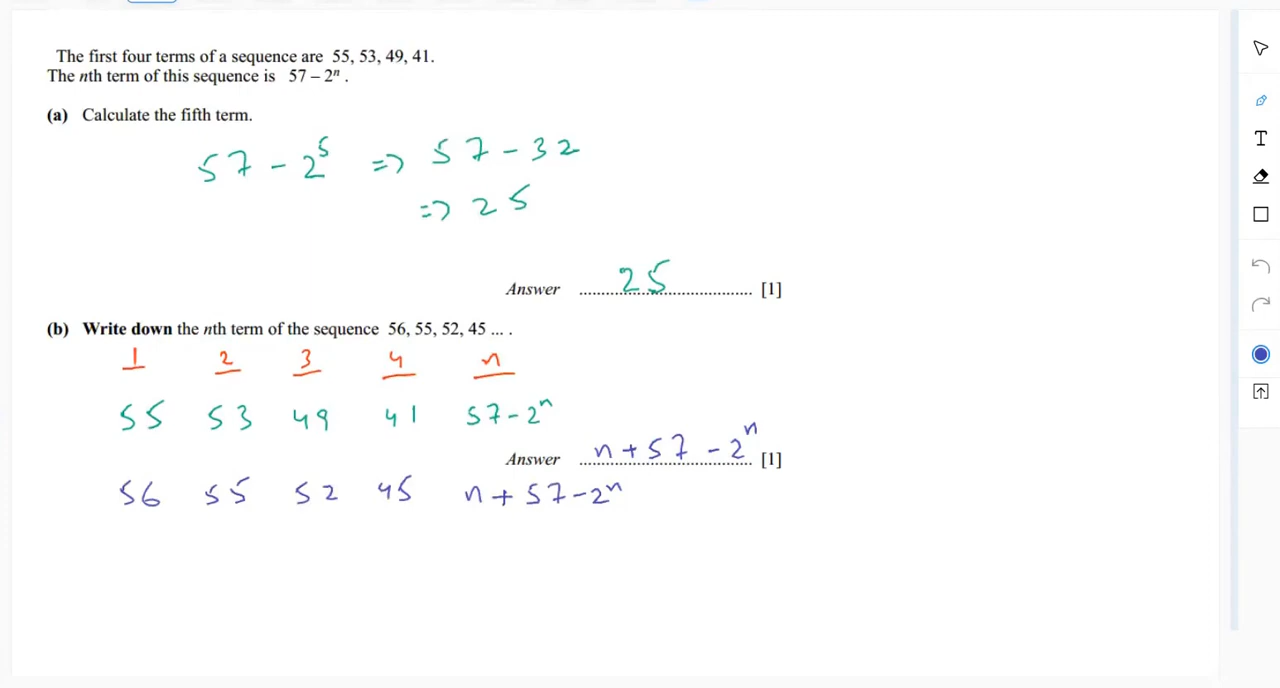 The first four terms of a sequence are 55, 53, 49, 41.
The nth term of this sequence is 57 – 2ⁿ .
(a) Calculate the fifth term.
57 - 2⁵ => 57 - 32
=> 25
Answer 25 [1]
(b) Write down the nth term of the sequence 56, 55, 52, 45 ... .
1 2 3 4 n
55 53 49 41 57-2ⁿ
Answer n + 57 - 2ⁿ [1]
56 55 52 45 n + 57-2ⁿ
T